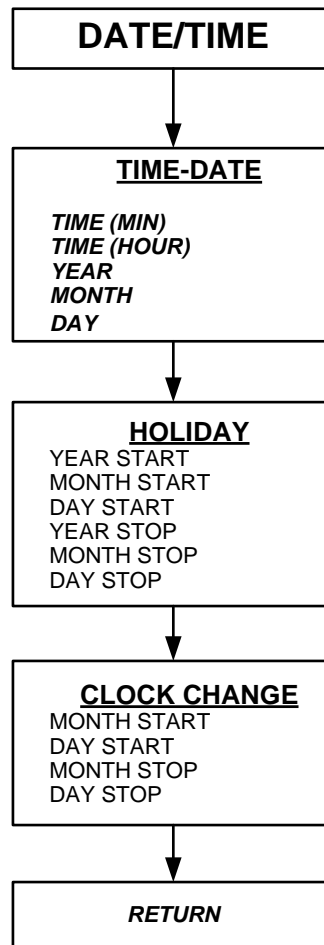 DATE/TIME
TIME-DATE
TIME (MIN)
TIME (HOUR)
YEAR
MONTH
DAY
HOLIDAY
YEAR START
MONTH START
DAY START
YEAR STOP
MONTH STOP
DAY STOP
CLOCK CHANGE
MONTH START
DAY START
MONTH STOP
DAY STOP
RETURN